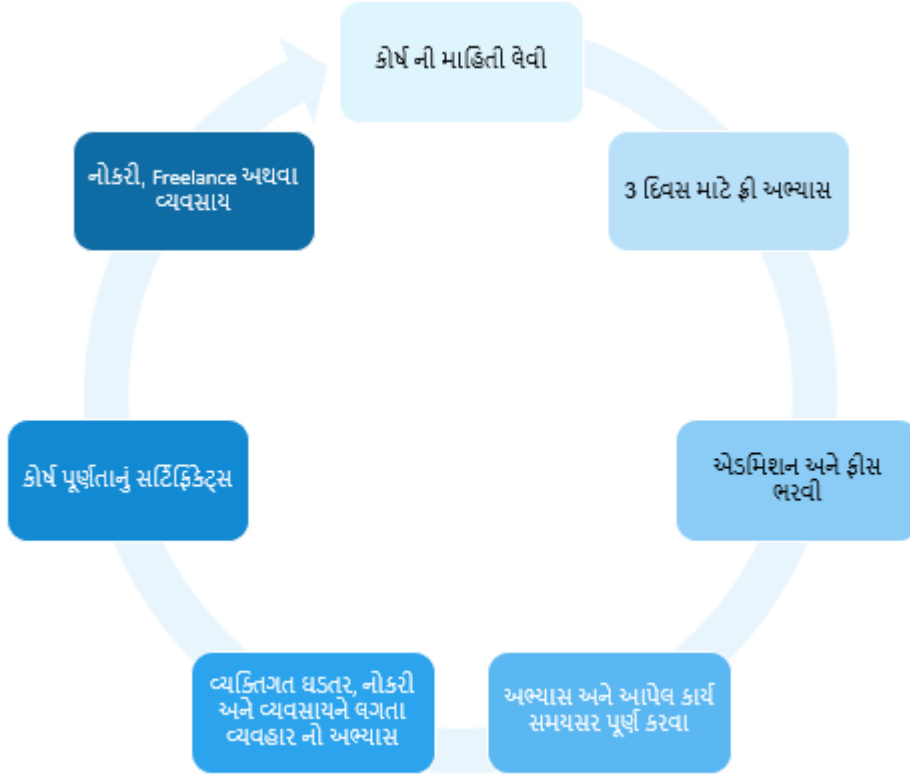 કોર્ષ ની માહિતી લેવી
3 દિવસ માટે ફ્રી અભ્યાસ
એડમિશન અને ફીસ
ભરવી
અભ્યાસ અને આપેલ કાર્ય
સમયસર પૂર્ણ કરવા
વ્યક્તિગત ઘડતર, નોકરી
અને વ્યવસાયને લગતા
વ્યવહાર નો અભ્યાસ
કોર્ષ પૂર્ણતાનું સર્ટિફિકેટ્સ
નોકરી, Freelance અથવા
વ્યવસાય